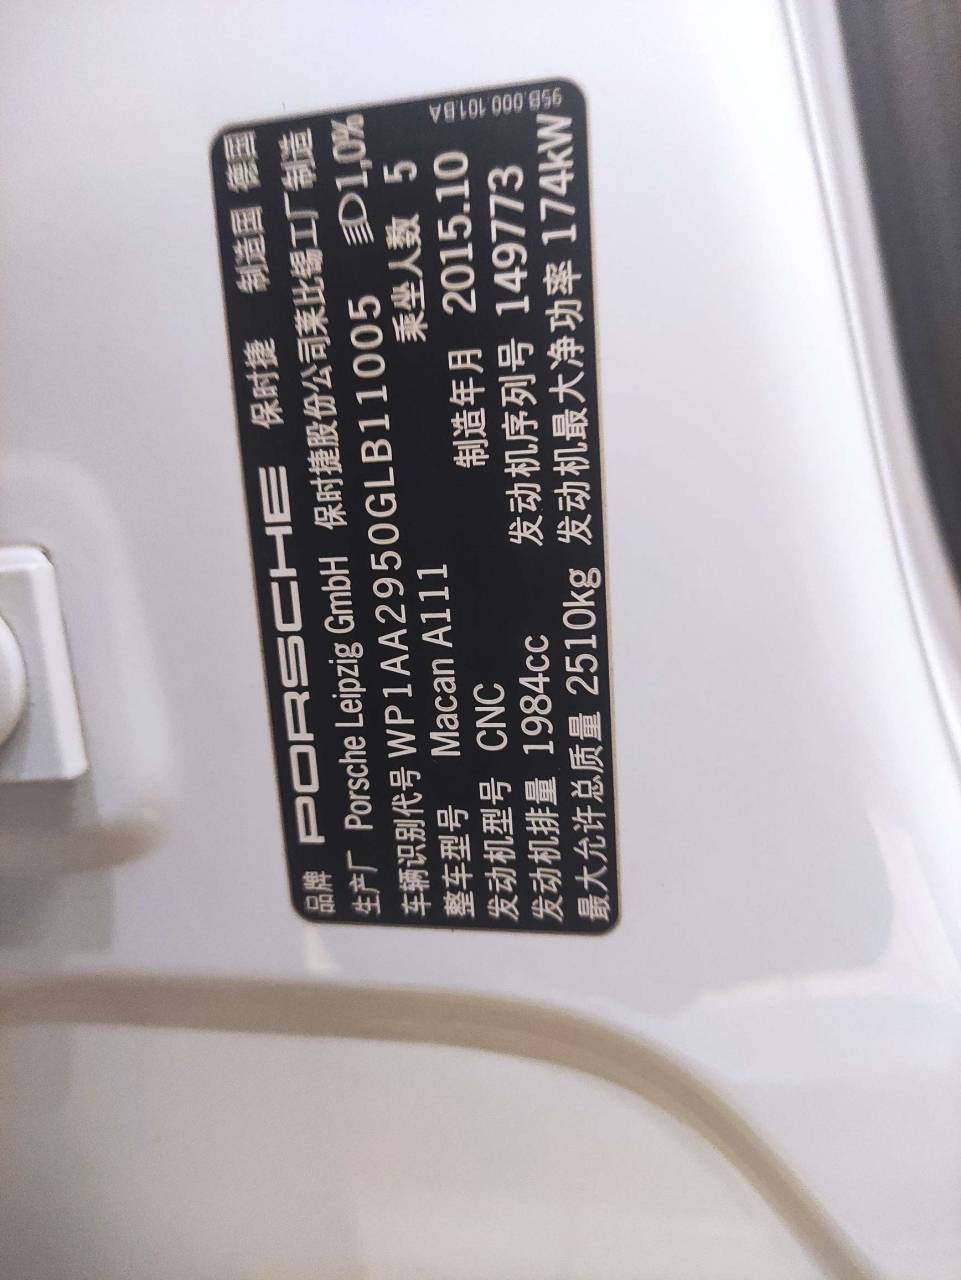 品牌 PORSCHE 保时捷 制造国 德国
生产厂 Porsche Leipzig GmbH 保时捷股份公司莱比锡工厂制造
车辆识别代号 WP1AA2950GLB11005 1,0%
整车型号 Macan A111 乘坐人数 5
发动机型号 CNC 制造年月 2015.10
发动机排量 1984cc 发动机序列号 149773
最大允许总质量 2510kg 发动机最大净功率 174kW
95B.000.101.BA